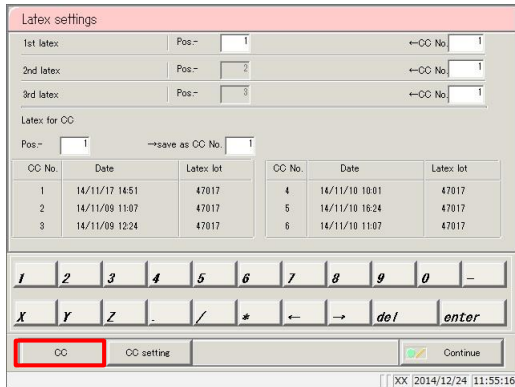 Latex settings
1st latex Pos.- 1 ←CC No. 1
2nd latex Pos.- 2 ←CC No. 1
3rd latex Pos.- 3 ←CC No. 1
Latex for CC
Pos.- 1 →save as CC No. 1
CC No. Date Latex lot CC No. Date Latex lot
1 14/11/17 14:51 47017 4 14/11/10 10:01 47017
2 14/11/09 11:07 47017 5 14/11/10 16:24 47017
3 14/11/09 12:24 47017 6 14/11/10 11:07 47017
1 2 3 4 5 6 7 8 9 0 -
X Y Z . / * ← → del enter
CC CC setting Continue
XX 2014/12/24 11:55:16